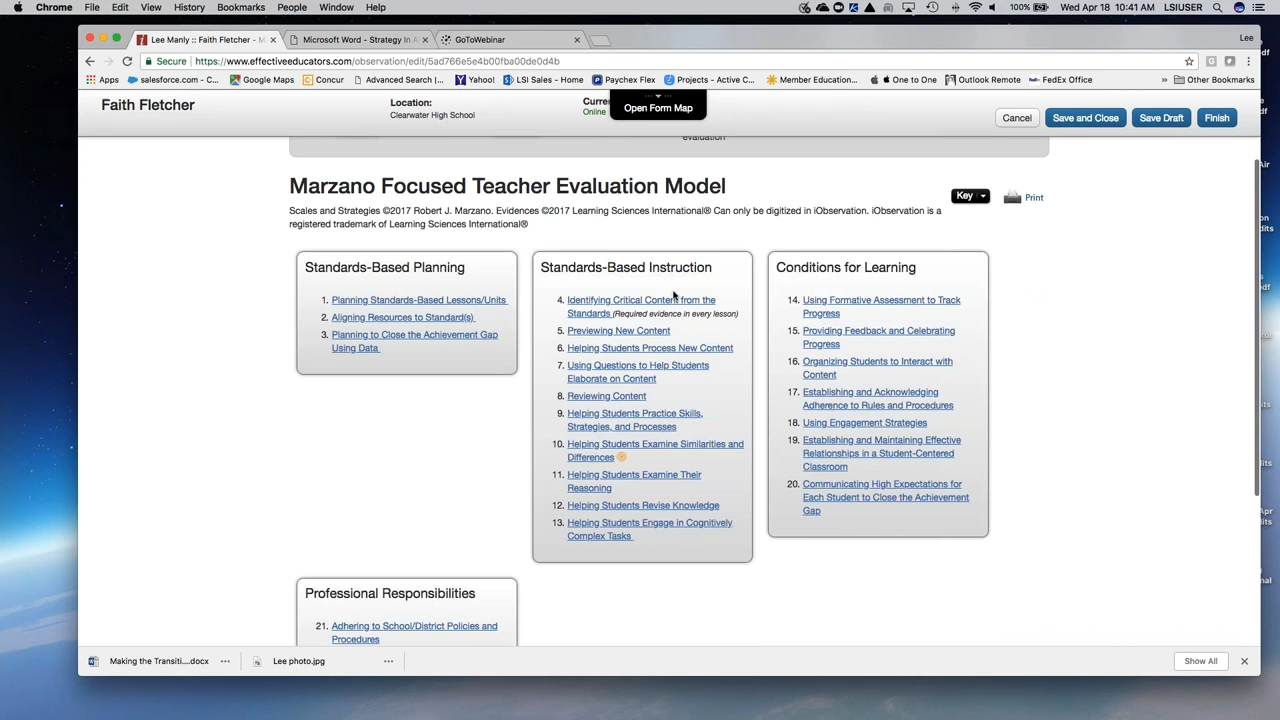 Chrome File Edit View History Bookmarks People Window Help
100% Wed Apr 18 10:41 AM LSIUSER
Lee Manly :: Faith Fletcher - M
Microsoft Word - Strategy In A
GoToWebinar
Lee
Secure https://www.effectiveeducators.com/observation/edit/5ad766e5e4b00fba00de0d4b
Apps salesforce.com - C... Google Maps Concur Advanced Search |... Yahoo! LSI Sales - Home Paychex Flex Projects - Active C... Member Education... One to One Outlook Remote FedEx Office » Other Bookmarks
Faith Fletcher
Location:
Clearwater High School
Curre
Online
Open Form Map
Cancel
Save and Close
Save Draft
Finish
evaluation
Marzano Focused Teacher Evaluation Model
Key
Print
Scales and Strategies ©2017 Robert J. Marzano. Evidences ©2017 Learning Sciences International® Can only be digitized in iObservation. iObservation is a
registered trademark of Learning Sciences International®
Standards-Based Planning
1. Planning Standards-Based Lessons/Units
2. Aligning Resources to Standard(s)
3. Planning to Close the Achievement Gap
Using Data
Standards-Based Instruction
4. Identifying Critical Content from the
Standards (Required evidence in every lesson)
5. Previewing New Content
6. Helping Students Process New Content
7. Using Questions to Help Students
Elaborate on Content
8. Reviewing Content
9. Helping Students Practice Skills,
Strategies, and Processes
10. Helping Students Examine Similarities and
Differences
11. Helping Students Examine Their
Reasoning
12. Helping Students Revise Knowledge
13. Helping Students Engage in Cognitively
Complex Tasks
Conditions for Learning
14. Using Formative Assessment to Track
Progress
15. Providing Feedback and Celebrating
Progress
16. Organizing Students to Interact with
Content
17. Establishing and Acknowledging
Adherence to Rules and Procedures
18. Using Engagement Strategies
19. Establishing and Maintaining Effective
Relationships in a Student-Centered
Classroom
20. Communicating High Expectations for
Each Student to Close the Achievement
Gap
Professional Responsibilities
21. Adhering to School/District Policies and
Procedures
Making the Transiti....docx
Lee photo.jpg
Show All